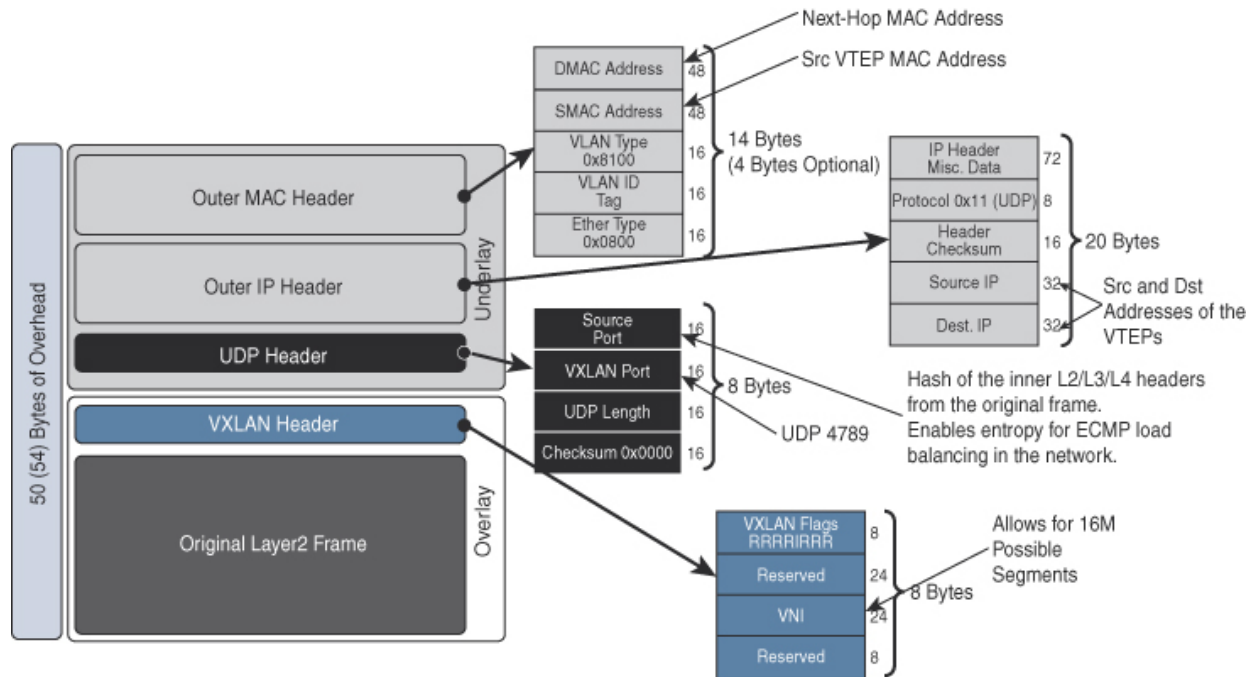 50 (54) Bytes of Overhead
Outer MAC Header
Outer IP Header
UDP Header
Underlay
VXLAN Header
Original Layer2 Frame
Overlay
DMAC Address
48
SMAC Address
48
VLAN Type
0x8100
16
VLAN ID
Tag
16
Ether Type
0x0800
16
14 Bytes
(4 Bytes Optional)
Next-Hop MAC Address
Src VTEP MAC Address
IP Header
Misc. Data
72
Protocol 0x11 (UDP)
8
Header
Checksum
16
Source IP
32
Dest. IP
32
20 Bytes
Src and Dst
Addresses of the
VTEPs
Source
Port
16
VXLAN Port
16
UDP Length
16
Checksum 0x0000
16
8 Bytes
UDP 4789
Hash of the inner L2/L3/L4 headers
from the original frame.
Enables entropy for ECMP load
balancing in the network.
VXLAN Flags
RRRRIRRR
8
Reserved
24
VNI
24
Reserved
8
8 Bytes
Allows for 16M
Possible
Segments